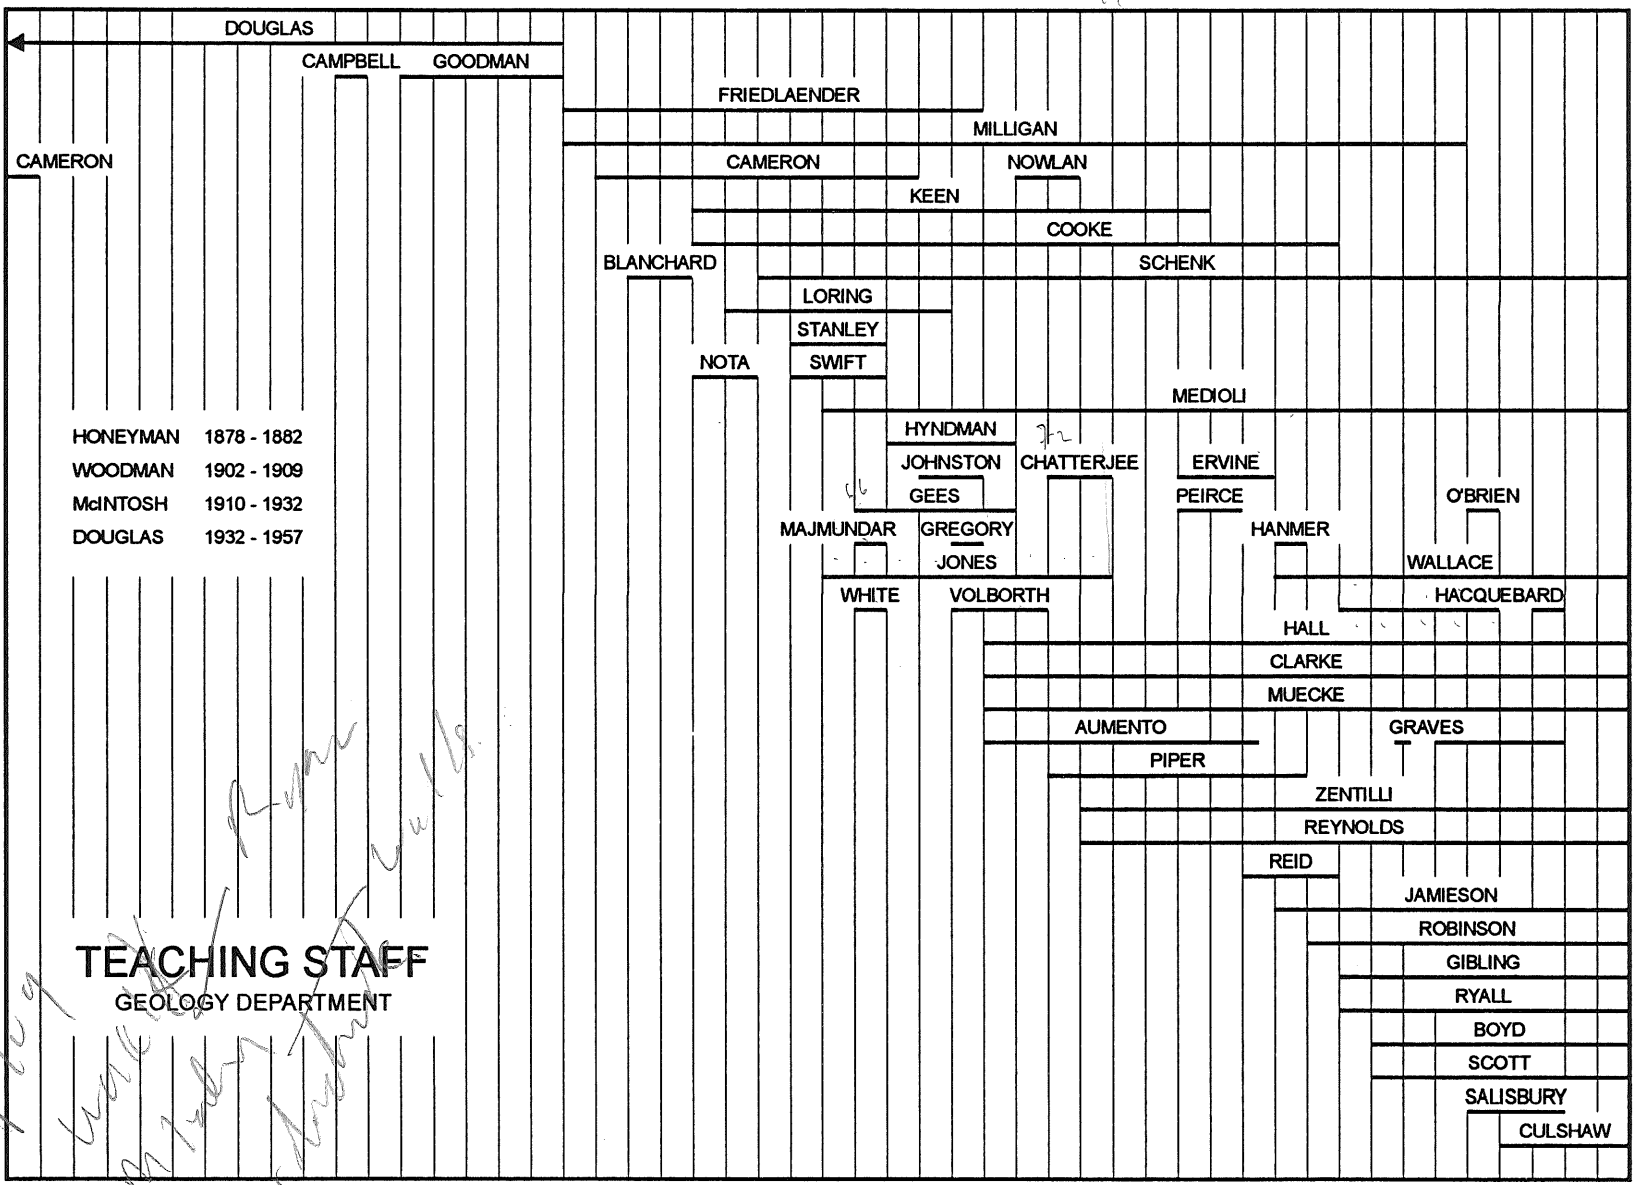 DOUGLAS
CAMPBELL GOODMAN
FRIEDLAENDER
MILLIGAN
CAMERON CAMERON NOWLAN
KEEN
COOKE
BLANCHARD SCHENK
LORING
STANLEY
NOTA SWIFT
MEDIOLI
HONEYMAN 1878 - 1882 HYNDMAN 72
WOODMAN 1902 - 1909 JOHNSTON CHATTERJEE ERVINE
McINTOSH 1910 - 1932 66 GEES PEIRCE O'BRIEN
DOUGLAS 1932 - 1957 MAJMUNDAR GREGORY HANMER
JONES WALLACE
WHITE VOLBORTH HACQUEBARD
HALL
CLARKE
MUECKE
AUMENTO GRAVES
PIPER
ZENTILLI
REYNOLDS
REID
JAMIESON
ROBINSON
TEACHING STAFF GIBLING
GEOLOGY DEPARTMENT RYALL
BOYD
SCOTT
SALISBURY
CULSHAW